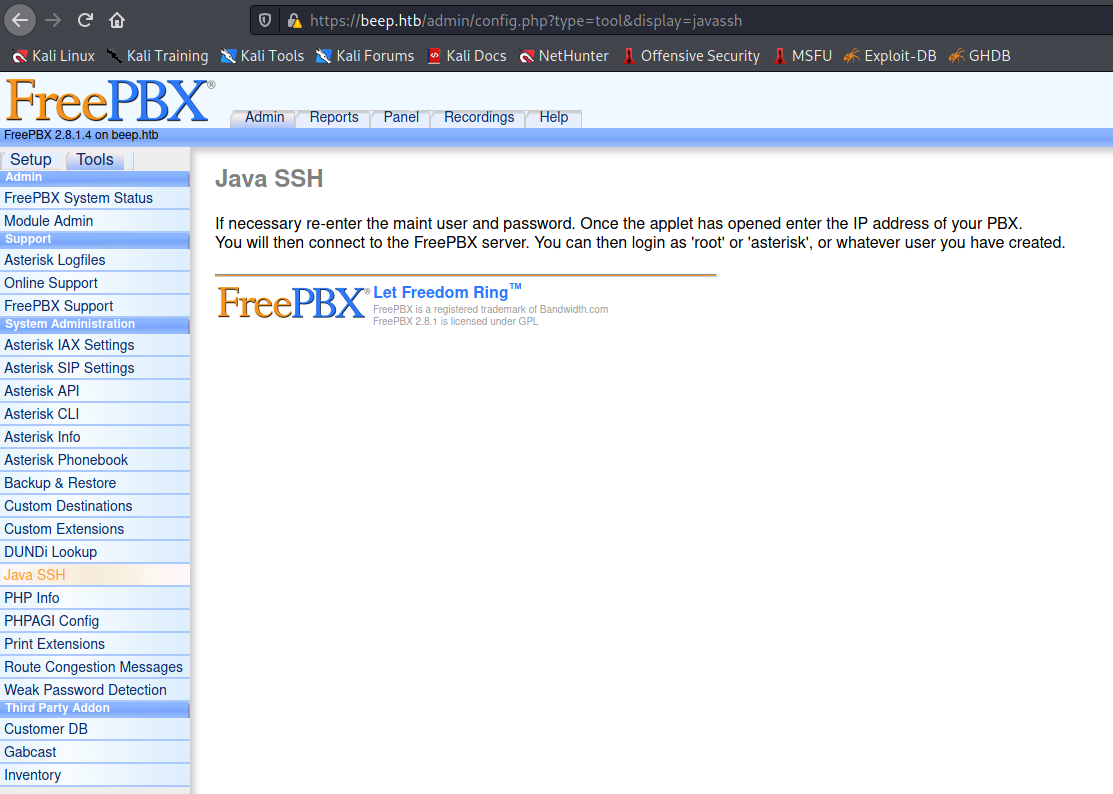 https://beep.htb/admin/config.php?type=tool&display=javassh
Kali Linux Kali Training Kali Tools Kali Forums Kali Docs NetHunter Offensive Security MSFU Exploit-DB GHDB
FreePBX®
Admin Reports Panel Recordings Help
FreePBX 2.8.1.4 on beep.htb
Setup Tools
Admin
FreePBX System Status
Module Admin
Support
Asterisk Logfiles
Online Support
FreePBX Support
System Administration
Asterisk IAX Settings
Asterisk SIP Settings
Asterisk API
Asterisk CLI
Asterisk Info
Asterisk Phonebook
Backup & Restore
Custom Destinations
Custom Extensions
DUNDi Lookup
Java SSH
PHP Info
PHPAGI Config
Print Extensions
Route Congestion Messages
Weak Password Detection
Third Party Addon
Customer DB
Gabcast
Inventory
Java SSH
If necessary re-enter the maint user and password. Once the applet has opened enter the IP address of your PBX.
You will then connect to the FreePBX server. You can then login as 'root' or 'asterisk', or whatever user you have created.
FreePBX® Let Freedom Ring™
FreePBX is a registered trademark of Bandwidth.com
FreePBX 2.8.1 is licensed under GPL